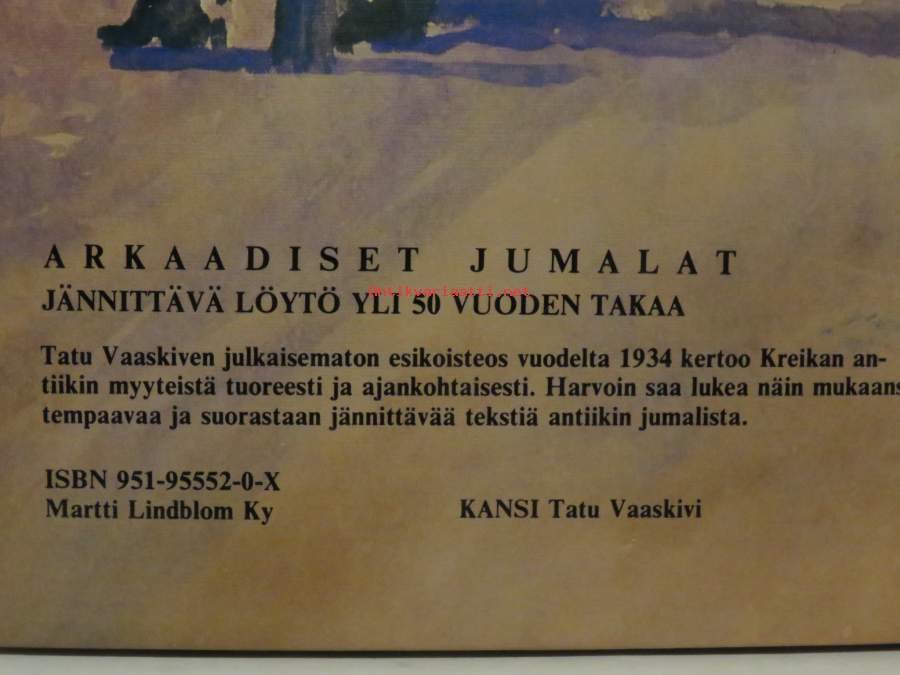 ARKAADISET JUMALAT
JÄNNITTÄVÄ LÖYTÖ YLI 50 VUODEN TAKAA
Antikvariaatti.net
Tatu Vaaskiven julkaisematon esikoisteos vuodelta 1934 kertoo Kreikan an-
tiikin myyteistä tuoreesti ja ajankohtaisesti. Harvoin saa lukea näin mukaans
tempaavaa ja suorastaan jännittävää tekstiä antiikin jumalista.
ISBN 951-95552-0-X
Martti Lindblom Ky
KANSI Tatu Vaaskivi